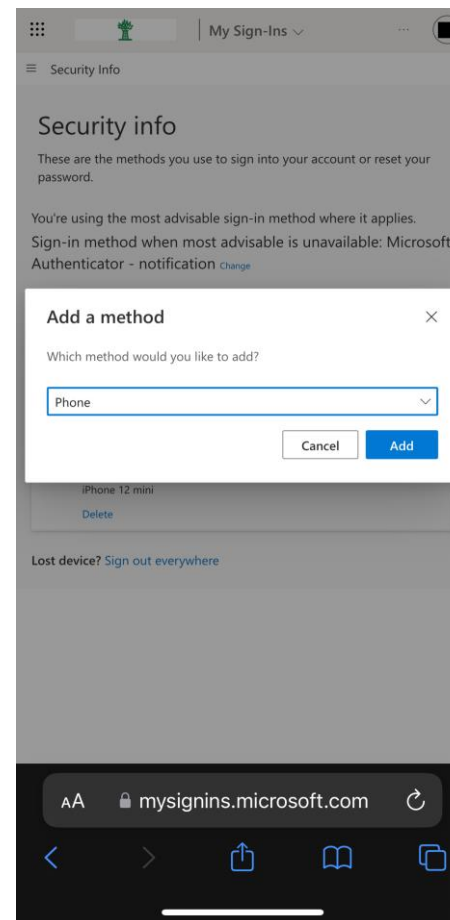 My Sign-Ins
Security Info
Security info
These are the methods you use to sign into your account or reset your
password.
You're using the most advisable sign-in method where it applies.
Sign-in method when most advisable is unavailable: Microsoft
Authenticator - notification Change
Add a method
Which method would you like to add?
Phone
Cancel Add
iPhone 12 mini
Delete
Lost device? Sign out everywhere
AA mysignins.microsoft.com